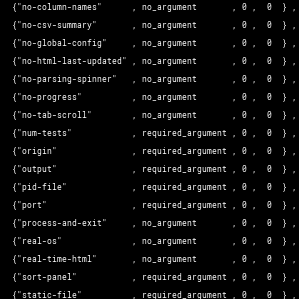 {"no-column-names" , no_argument , 0 , 0 } ,
{"no-csv-summary" , no_argument , 0 , 0 } ,
{"no-global-config" , no_argument , 0 , 0 } ,
{"no-html-last-updated" , no_argument , 0 , 0 } ,
{"no-parsing-spinner" , no_argument , 0 , 0 } ,
{"no-progress" , no_argument , 0 , 0 } ,
{"no-tab-scroll" , no_argument , 0 , 0 } ,
{"num-tests" , required_argument , 0 , 0 } ,
{"origin" , required_argument , 0 , 0 } ,
{"output" , required_argument , 0 , 0 } ,
{"pid-file" , required_argument , 0 , 0 } ,
{"port" , required_argument , 0 , 0 } ,
{"process-and-exit" , no_argument , 0 , 0 } ,
{"real-os" , no_argument , 0 , 0 } ,
{"real-time-html" , no_argument , 0 , 0 } ,
{"sort-panel" , required_argument , 0 , 0 } ,
{"static-file" , required_argument , 0 , 0 } ,